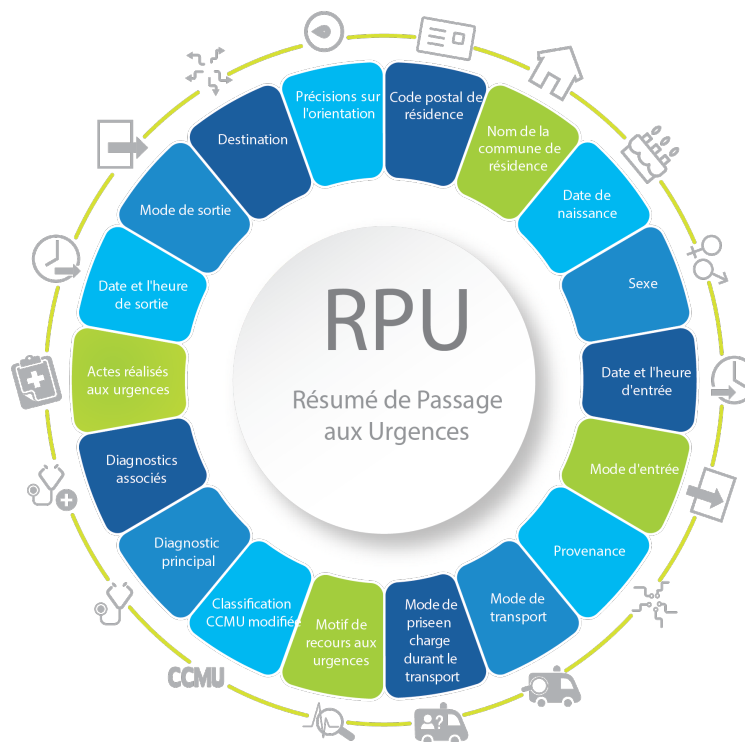 RPU
Résumé de Passage
aux Urgences
Code postal de
résidence
Nom de la
commune de
résidence
Date de
naissance
Sexe
Date et l'heure
d'entrée
Mode d'entrée
Provenance
Mode de
transport
Mode de
priseen
charge
durant le
transport
Motif de
recours aux
urgences
Classification
CCMU modifiée
CCMU
Diagnostic
principal
Diagnostics
associés
Actes réalisés
aux urgences
Date et l'heure
de sortie
Mode de sortie
Destination
Précisions sur
l'orientation
?